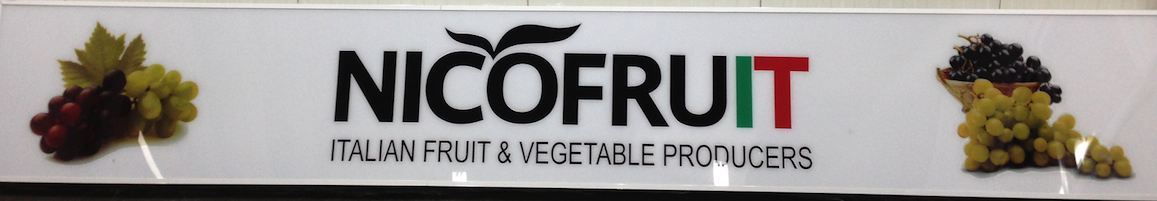 NICOFRUIT
ITALIAN FRUIT & VEGETABLE PRODUCERS